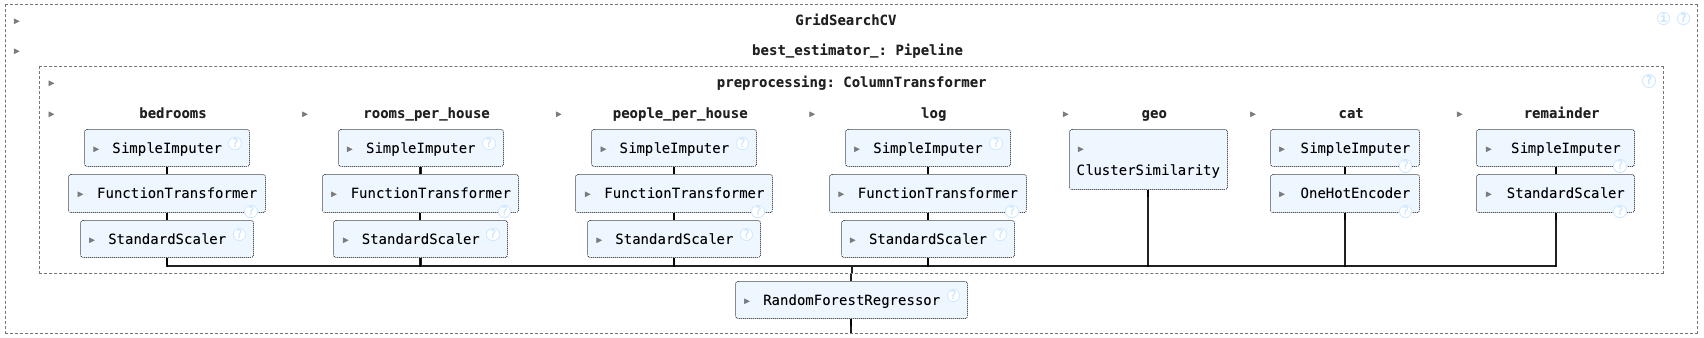 GridSearchCV
i ?
best_estimator_: Pipeline
preprocessing: ColumnTransformer
?
bedrooms
SimpleImputer ?
FunctionTransformer
?
StandardScaler ?
rooms_per_house
SimpleImputer ?
FunctionTransformer
?
StandardScaler ?
people_per_house
SimpleImputer ?
FunctionTransformer
?
StandardScaler ?
log
SimpleImputer ?
FunctionTransformer
?
StandardScaler ?
geo
ClusterSimilarity
cat
SimpleImputer
?
OneHotEncoder
?
remainder
SimpleImputer
?
StandardScaler
?
RandomForestRegressor ?